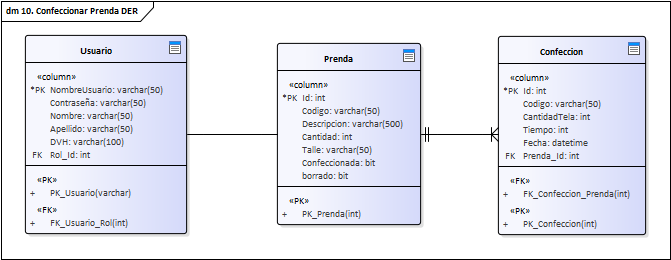 dm 10. Confeccionar Prenda DER
Usuario
«column»
*PK NombreUsuario: varchar(50)
Contraseña: varchar(50)
Nombre: varchar(50)
Apellido: varchar(50)
DVH: varchar(100)
FK Rol_Id: int
«PK»
+ PK_Usuario(varchar)
«FK»
+ FK_Usuario_Rol(int)
Prenda
«column»
*PK Id: int
Codigo: varchar(50)
Descripcion: varchar(500)
Cantidad: int
Talle: varchar(50)
Confeccionada: bit
borrado: bit
«PK»
+ PK_Prenda(int)
Confeccion
«column»
*PK Id: int
Codigo: varchar(50)
CantidadTela: int
Tiempo: int
Fecha: datetime
FK Prenda_Id: int
«FK»
+ FK_Confeccion_Prenda(int)
«PK»
+ PK_Confeccion(int)